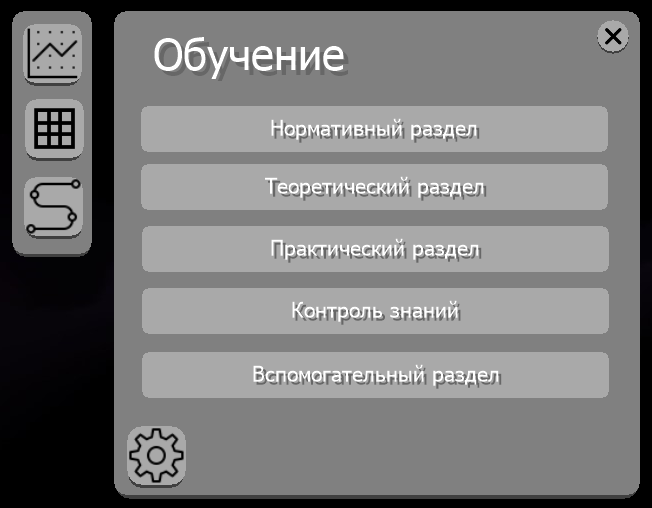 Обучение
Нормативный раздел
Теоретический раздел
Практический раздел
Контроль знаний
Вспомогательный раздел